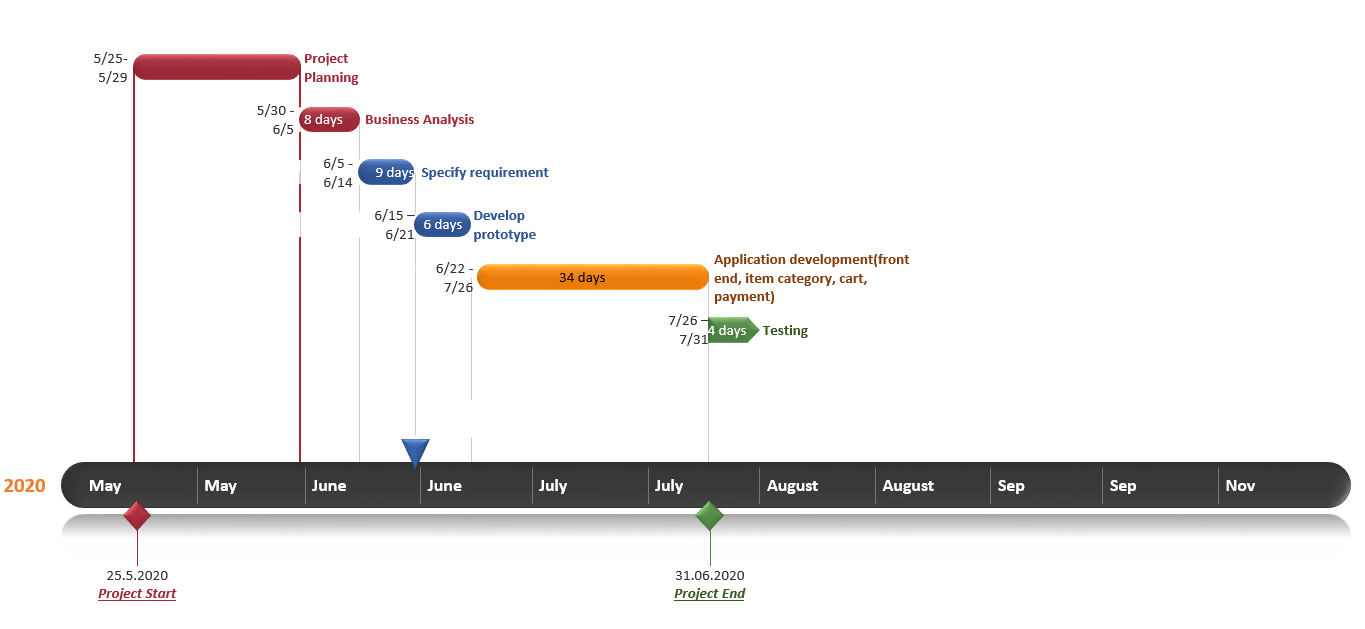 5/25-
5/29
Project
Planning
5/30 -
6/5
8 days
Business Analysis
6/5 -
6/14
9 days
Specify requirement
6/15 –
6/21
6 days
Develop
prototype
6/22 -
7/26
34 days
Application development(front
end, item category, cart,
payment)
7/26 –
7/31
4 days
Testing
2020
May May June June July July August August Sep Sep Nov
25.5.2020
Project Start
31.06.2020
Project End